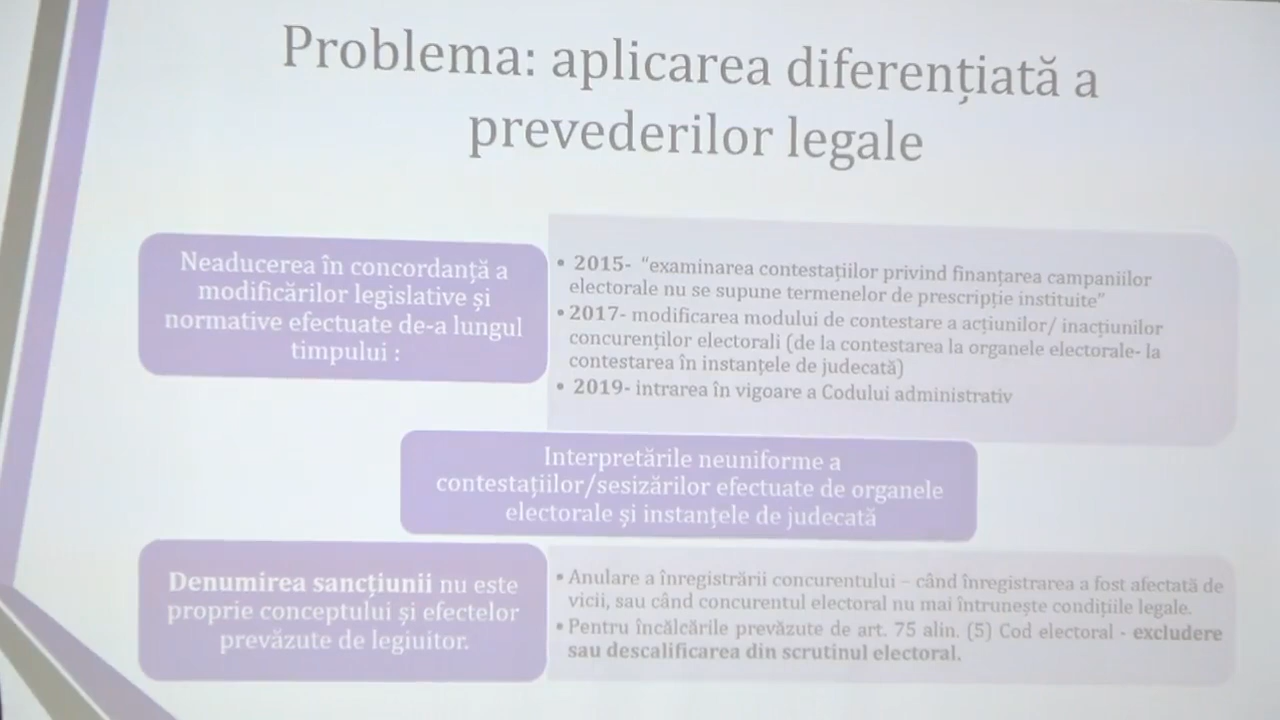 Problema: aplicarea diferențiată a
prevederilor legale
Neaducerea în concordanță a
modificărilor legislative și
normative efectuate de-a lungul
timpului :
• 2015- "examinarea contestațiilor privind finanțarea campaniilor
electorale nu se supune termenelor de prescripție instituite"
• 2017- modificarea modului de contestare a acțiunilor/ inacțiunilor
concurenților electorali (de la contestarea la organele electorale- la
contestarea în instanțele de judecată)
• 2019- intrarea în vigoare a Codului administrativ
Interpretările neuniforme a
contestațiilor/sesizărilor efectuate de organele
electorale și instanțele de judecată
Denumirea sancțiunii nu este
proprie conceptului și efectelor
prevăzute de legiuitor.
• Anulare a înregistrării concurentului – când înregistrarea a fost afectată de
vicii, sau când concurentul electoral nu mai întrunește condițiile legale.
• Pentru încălcările prevăzute de art. 75 alin. (5) Cod electoral - excludere
sau descalificarea din scrutinul electoral.